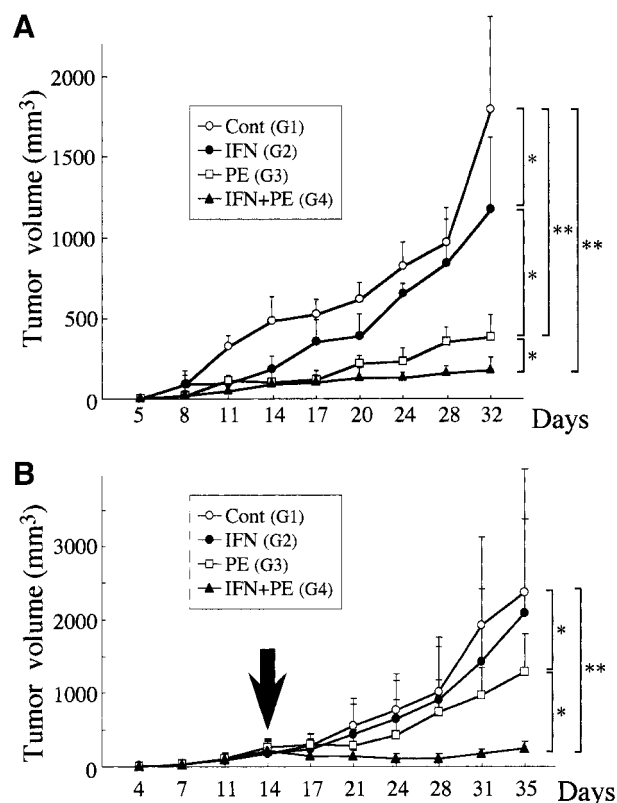 A
Tumor volume (mm³)
2000
1500
1000
500
0
Cont (G1)
IFN (G2)
PE (G3)
IFN+PE (G4)
*
*
*
**
**
5 8 11 14 17 20 24 28 32 Days
B
Tumor volume (mm³)
3000
2000
1000
0
Cont (G1)
IFN (G2)
PE (G3)
IFN+PE (G4)
*
*
**
4 7 11 14 17 21 24 28 31 35 Days